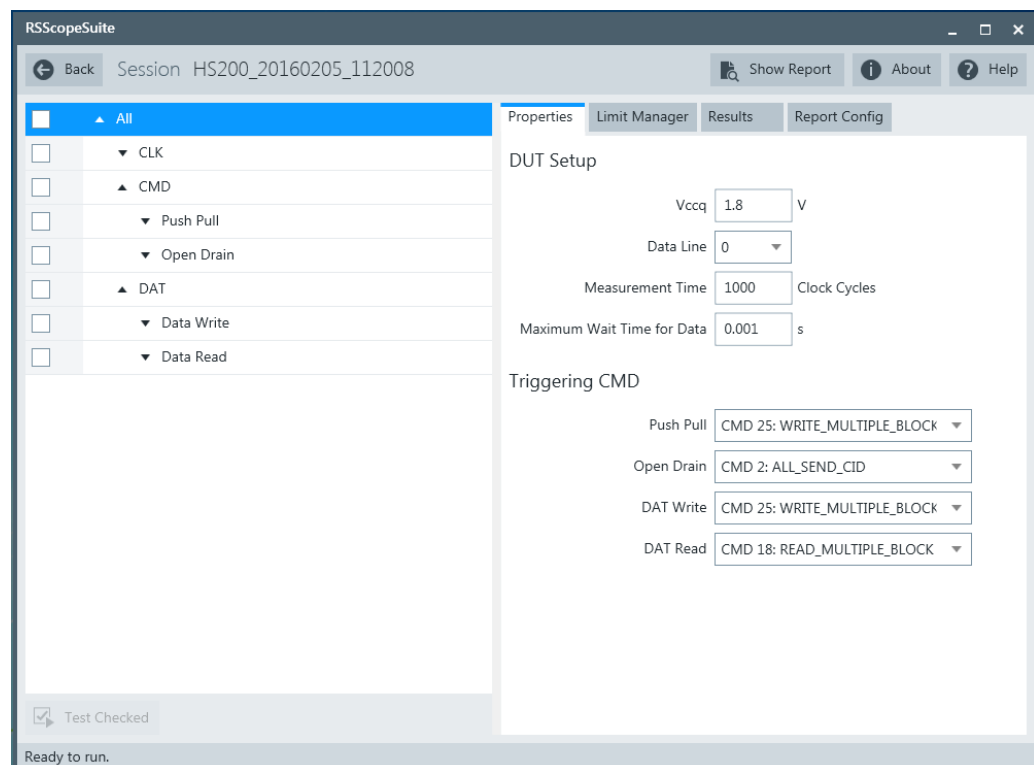 RSScopeSuite
Back Session HS200_20160205_112008 Show Report About Help
All
CLK
CMD
Push Pull
Open Drain
DAT
Data Write
Data Read
Test Checked
Properties Limit Manager Results Report Config
DUT Setup
Vccq 1.8 V
Data Line 0
Measurement Time 1000 Clock Cycles
Maximum Wait Time for Data 0.001 s
Triggering CMD
Push Pull CMD 25: WRITE_MULTIPLE_BLOCK
Open Drain CMD 2: ALL_SEND_CID
DAT Write CMD 25: WRITE_MULTIPLE_BLOCK
DAT Read CMD 18: READ_MULTIPLE_BLOCK
Ready to run.